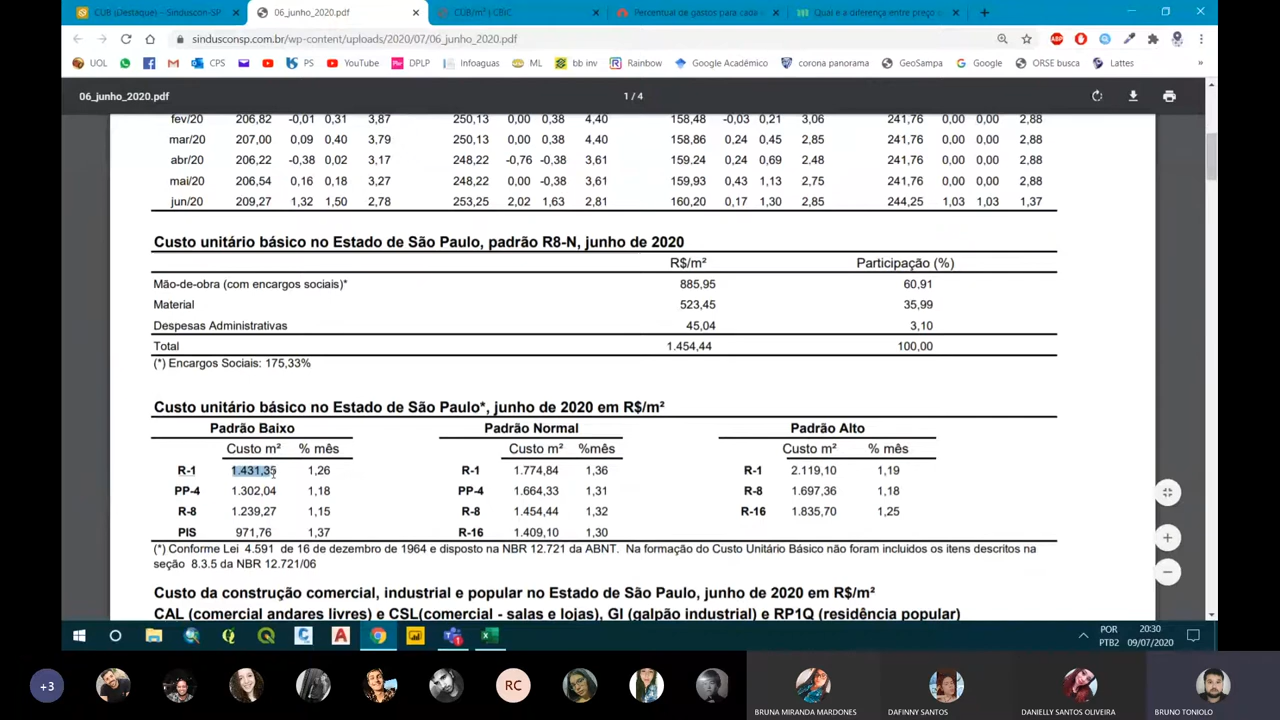 CUB (Destaque) – Sinduscon-SP
06_junho_2020.pdf
CUB/m² | CBIC
Percentual de gastos para cada
Qual é a diferença entre preço
sindusconsp.com.br/wp-content/uploads/2020/07/06_junho_2020.pdf
UOL
CPS
PS
YouTube
DPLP
Infoaguas
ML
bb inv
Rainbow
Google Acadêmico
corona panorama
GeoSampa
Google
ORSE busca
Lattes
06_junho_2020.pdf 1 / 4
fev/20 206,82 -0,01 0,31 3,87 250,13 0,00 0,38 4,40 158,48 -0,03 0,21 3,06 241,76 0,00 0,00 2,88
mar/20 207,00 0,09 0,40 3,79 250,13 0,00 0,38 4,40 158,86 0,24 0,45 2,85 241,76 0,00 0,00 2,88
abr/20 206,22 -0,38 0,02 3,17 248,22 -0,76 -0,38 3,61 159,24 0,24 0,69 2,48 241,76 0,00 0,00 2,88
mai/20 206,54 0,16 0,18 3,27 248,22 0,00 -0,38 3,61 159,93 0,43 1,13 2,75 241,76 0,00 0,00 2,88
jun/20 209,27 1,32 1,50 2,78 253,25 2,02 1,63 2,81 160,20 0,17 1,30 2,85 244,25 1,03 1,03 1,37
Custo unitário básico no Estado de São Paulo, padrão R8-N, junho de 2020
R$/m² Participação (%)
Mão-de-obra (com encargos sociais)* 885,95 60,91
Material 523,45 35,99
Despesas Administrativas 45,04 3,10
Total 1.454,44 100,00
(*) Encargos Sociais: 175,33%
Custo unitário básico no Estado de São Paulo*, junho de 2020 em R$/m²
Padrão Baixo Padrão Normal Padrão Alto
Custo m² % mês Custo m² %mês Custo m² % mês
R-1 1.431,35 1,26 R-1 1.774,84 1,36 R-1 2.119,10 1,19
PP-4 1.302,04 1,18 PP-4 1.664,33 1,31 R-8 1.697,36 1,18
R-8 1.239,27 1,15 R-8 1.454,44 1,32 R-16 1.835,70 1,25
PIS 971,76 1,37 R-16 1.409,10 1,30
(*) Conforme Lei 4.591 de 16 de dezembro de 1964 e disposto na NBR 12.721 da ABNT. Na formação do Custo Unitário Básico não foram incluidos os itens descritos na
seção 8.3.5 da NBR 12.721/06
Custo da construção comercial, industrial e popular no Estado de São Paulo, junho de 2020 em R$/m²
CAL (comercial andares livres) e CSL(comercial - salas e lojas), GI (galpão industrial) e RP1Q (residência popular)
POR
PTB2
20:30
09/07/2020
+3
RC
BRUNA MIRANDA MARDONES
DAFINNY SANTOS
DANIELLY SANTOS OLIVEIRA
BRUNO TONIOLO